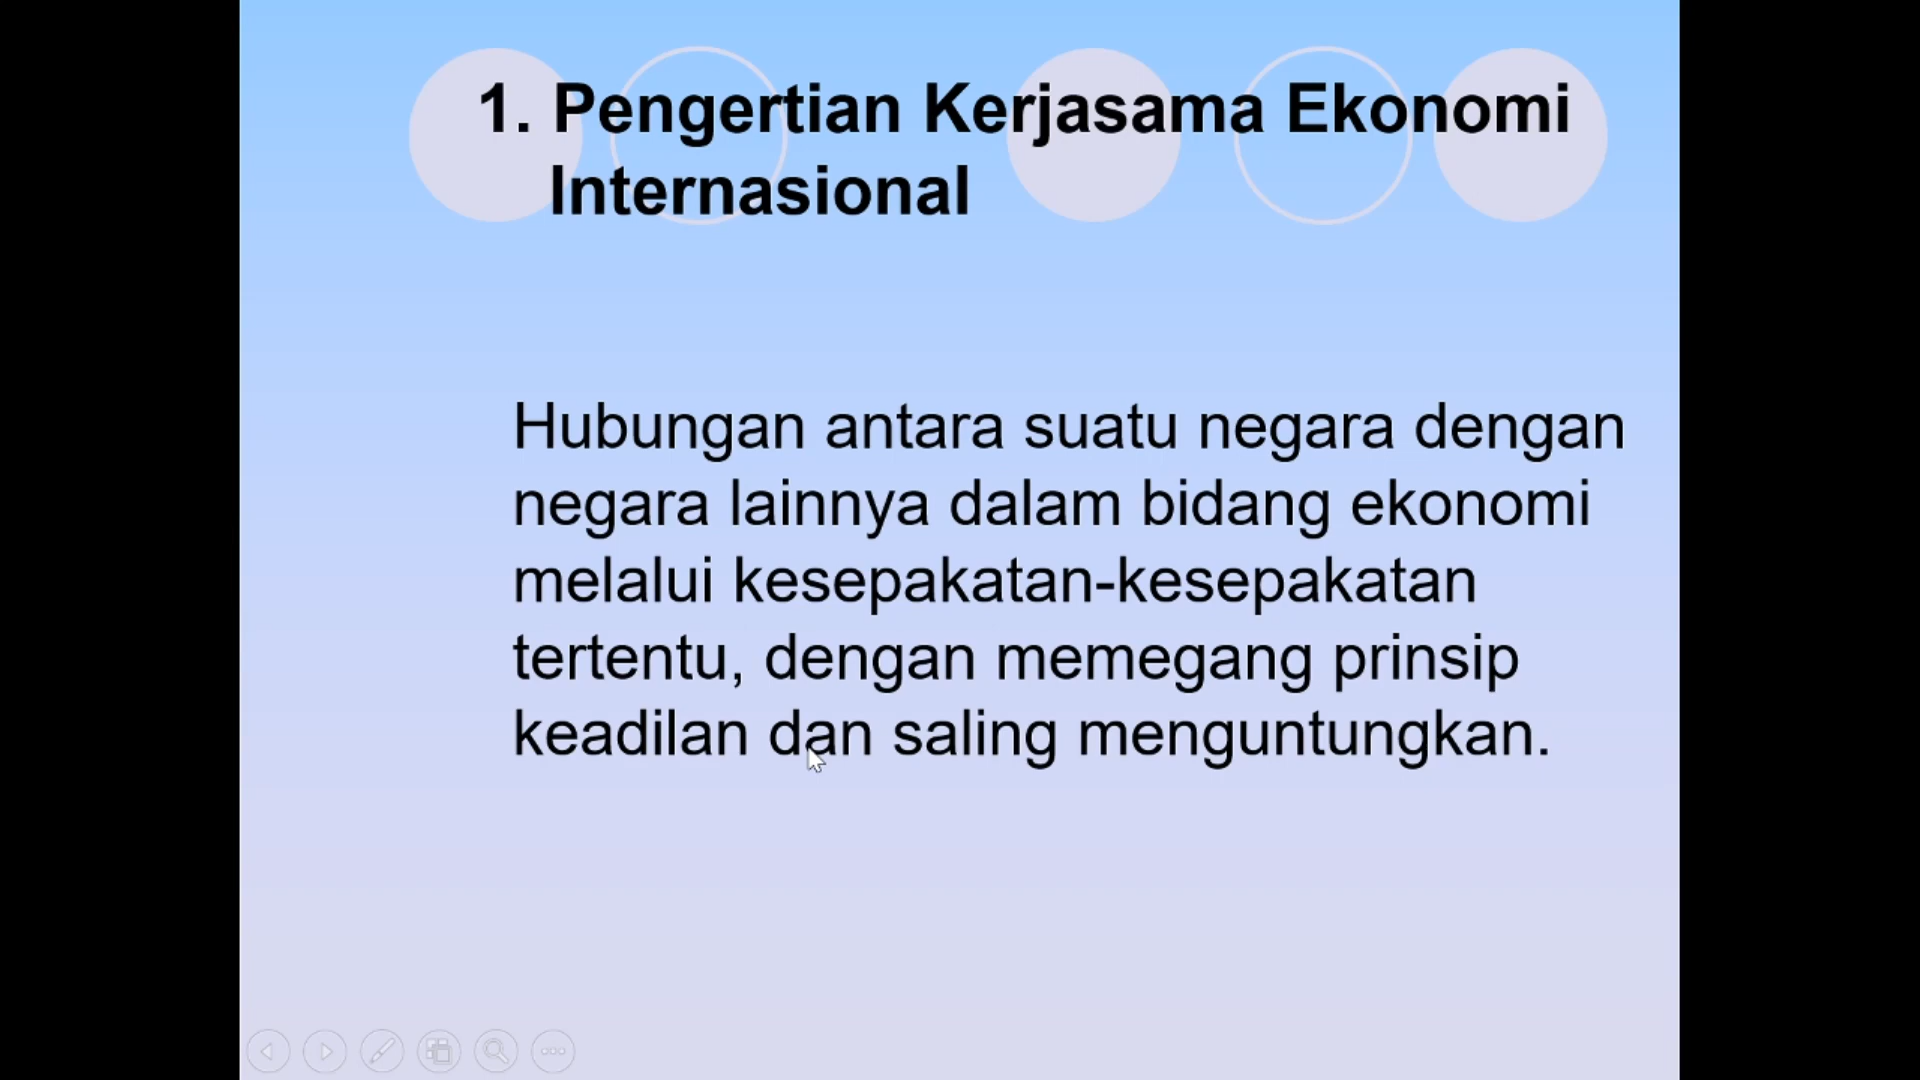 1. Pengertian Kerjasama Ekonomi
Internasional
Hubungan antara suatu negara dengan
negara lainnya dalam bidang ekonomi
melalui kesepakatan-kesepakatan
tertentu, dengan memegang prinsip
keadilan dan saling menguntungkan.